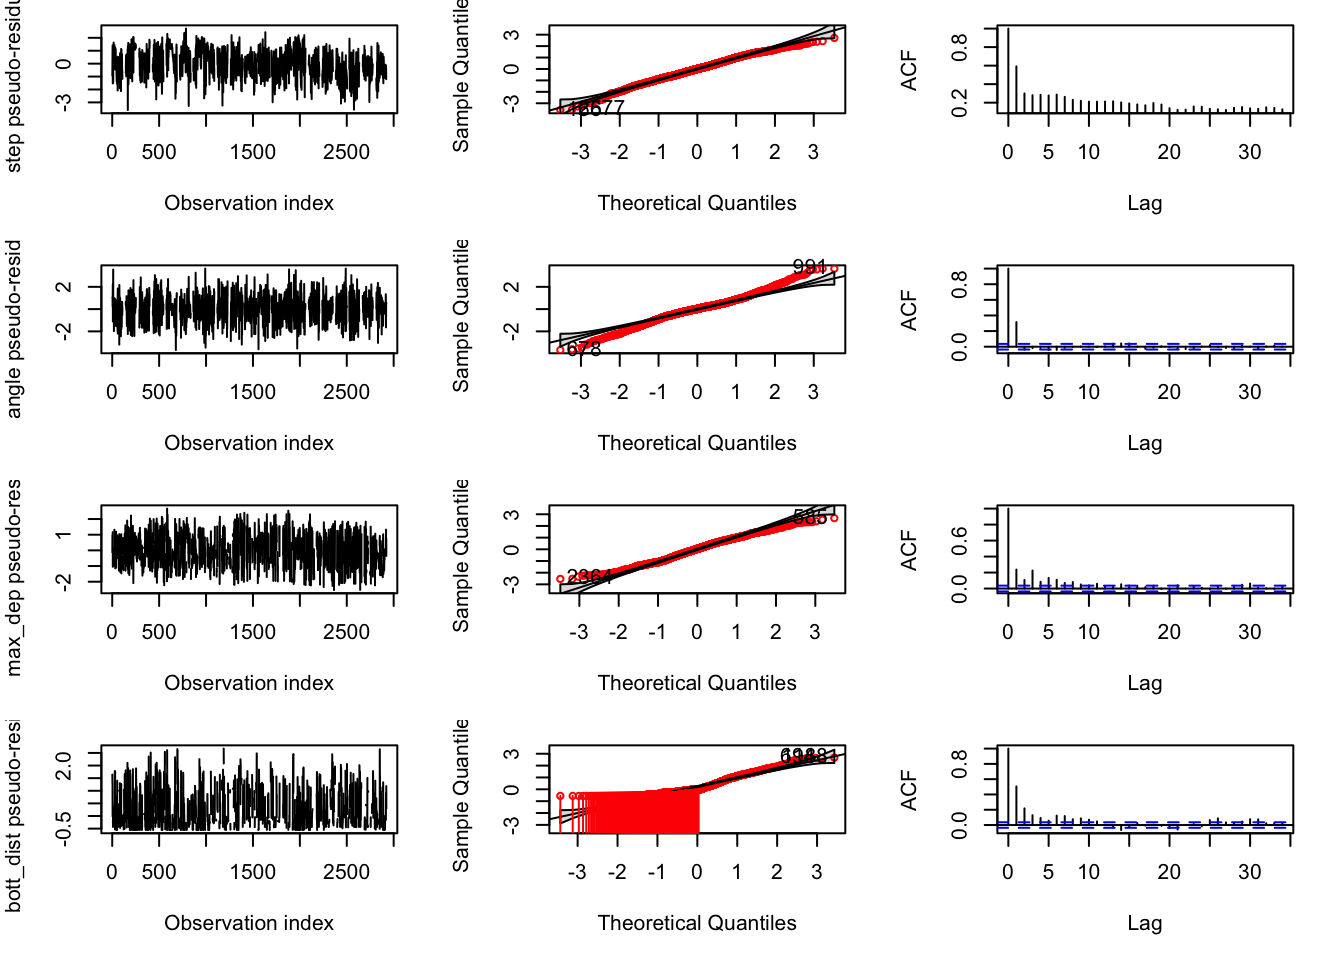 step pseudo-residu
0
-3
0 500 1500 2500
Observation index
Sample Quantile
3
0
-3
-3 -2 -1 0 1 2 3
Theoretical Quantiles
ACF
0.8
0.2
0 5 10 20 30
Lag
angle pseudo-resid
2
-2
0 500 1500 2500
Observation index
Sample Quantile
2
-2
991
678
-3 -2 -1 0 1 2 3
Theoretical Quantiles
ACF
0.8
0.0
0 5 10 20 30
Lag
max_dep pseudo-res
1
-2
0 500 1500 2500
Observation index
Sample Quantile
3
0
-3
2364
-3 -2 -1 0 1 2 3
Theoretical Quantiles
ACF
0.6
0.0
0 5 10 20 30
Lag
bott_dist pseudo-resi
2.0
-0.5
0 500 1500 2500
Observation index
Sample Quantile
3
0
-3
-3 -2 -1 0 1 2 3
Theoretical Quantiles
ACF
0.8
0.0
0 5 10 20 30
Lag